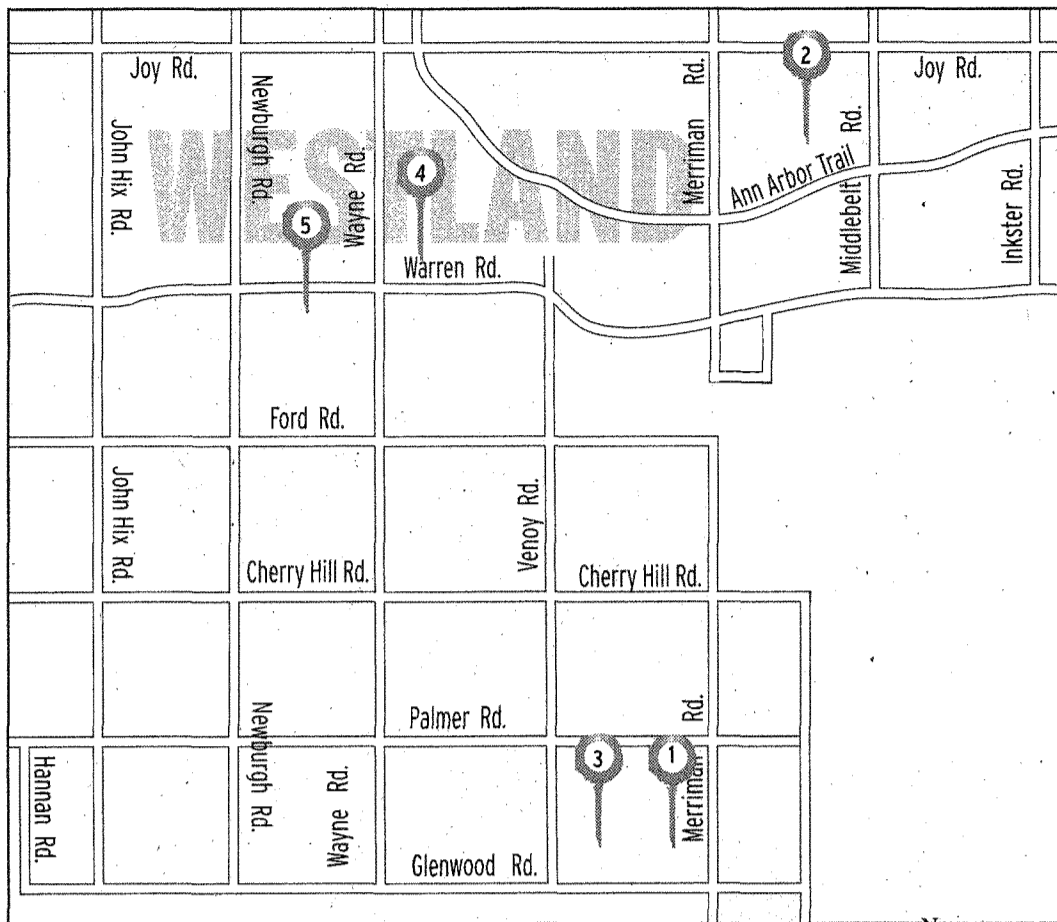 Joy Rd.
Newburgh Rd.
John Hix Rd.
WESTLAND
Wayne Rd.
4
5
Warren Rd.
Merriman Rd.
2
Joy Rd.
Ann Arbor Trail
Middlebelt Rd.
Inkster Rd.
Ford Rd.
John Hix Rd.
Cherry Hill Rd.
Venoy Rd.
Cherry Hill Rd.
Newburgh Rd.
Palmer Rd.
Merriman Rd.
3
1
Hannan Rd.
Wayne Rd.
Glenwood Rd.